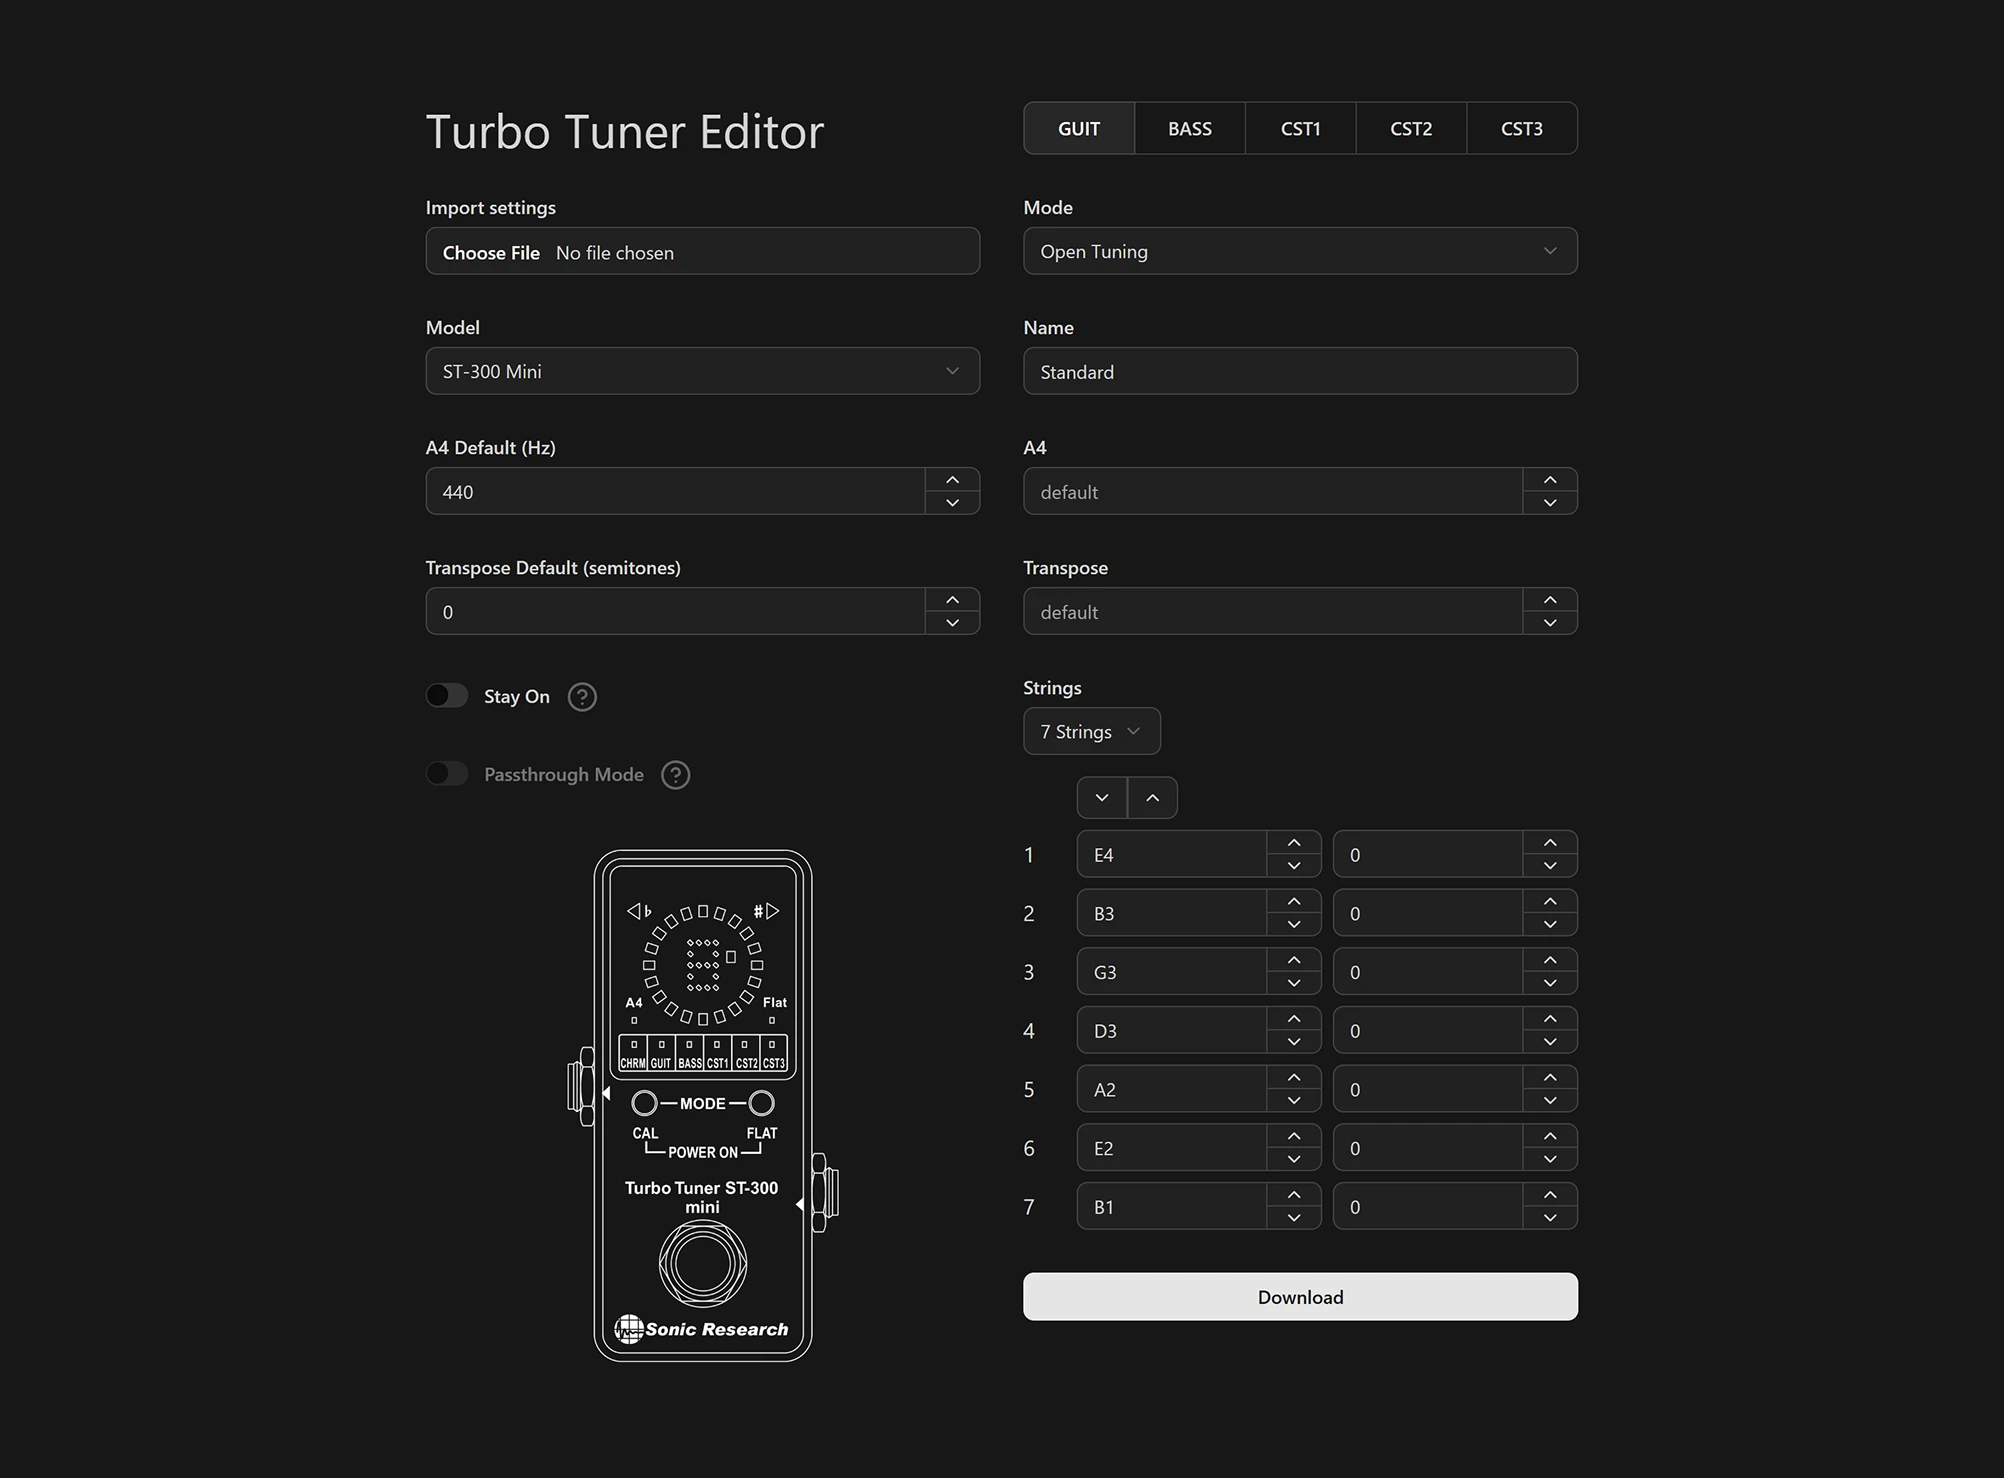 Turbo Tuner Editor
GUIT BASS CST1 CST2 CST3
Import settings
Choose File No file chosen
Model
ST-300 Mini
A4 Default (Hz)
440
Transpose Default (semitones)
0
Stay On ?
Passthrough Mode ?
♭ #
A4 Flat
CHRM GUIT BASS CST1 CST2 CST3
MODE
CAL FLAT
POWER ON
Turbo Tuner ST-300
mini
Sonic Research
Mode
Open Tuning
Name
Standard
A4
default
Transpose
default
Strings
7 Strings
1 E4 0
2 B3 0
3 G3 0
4 D3 0
5 A2 0
6 E2 0
7 B1 0
Download